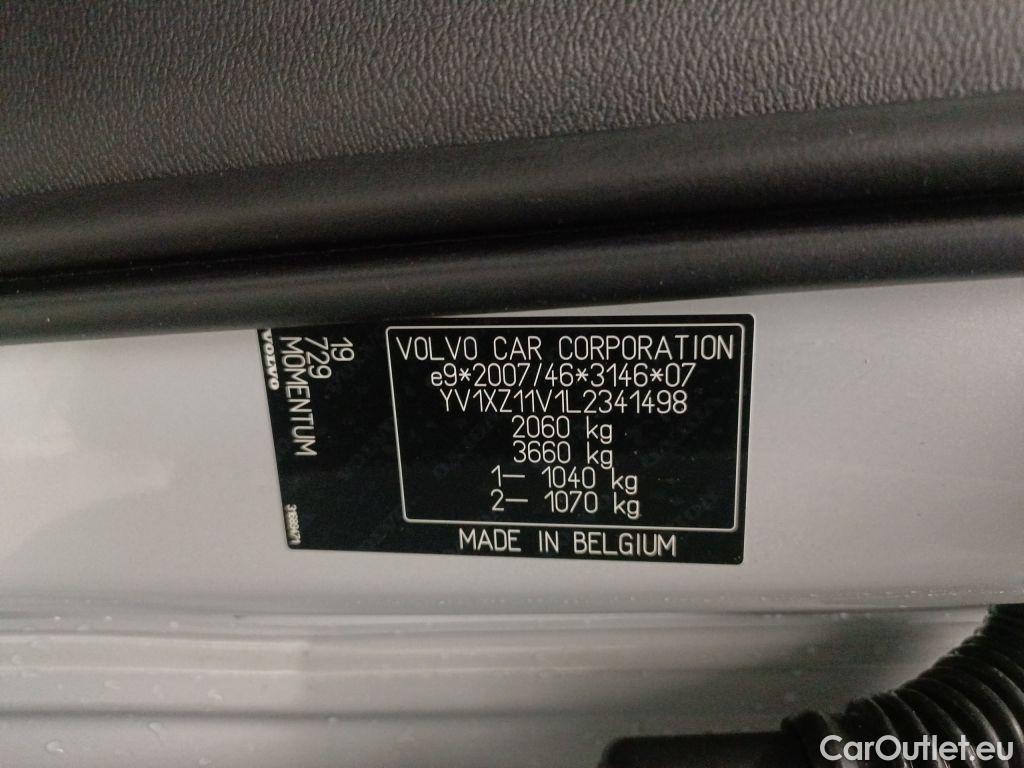 VOLVO CAR CORPORATION
e9*2007/46*3146*07
YV1XZ11V1L2341498
2060 kg
3660 kg
1– 1040 kg
2– 1070 kg
MADE IN BELGIUM
19
729
MOMENTUM
VOLVO
CarOutlet.eu